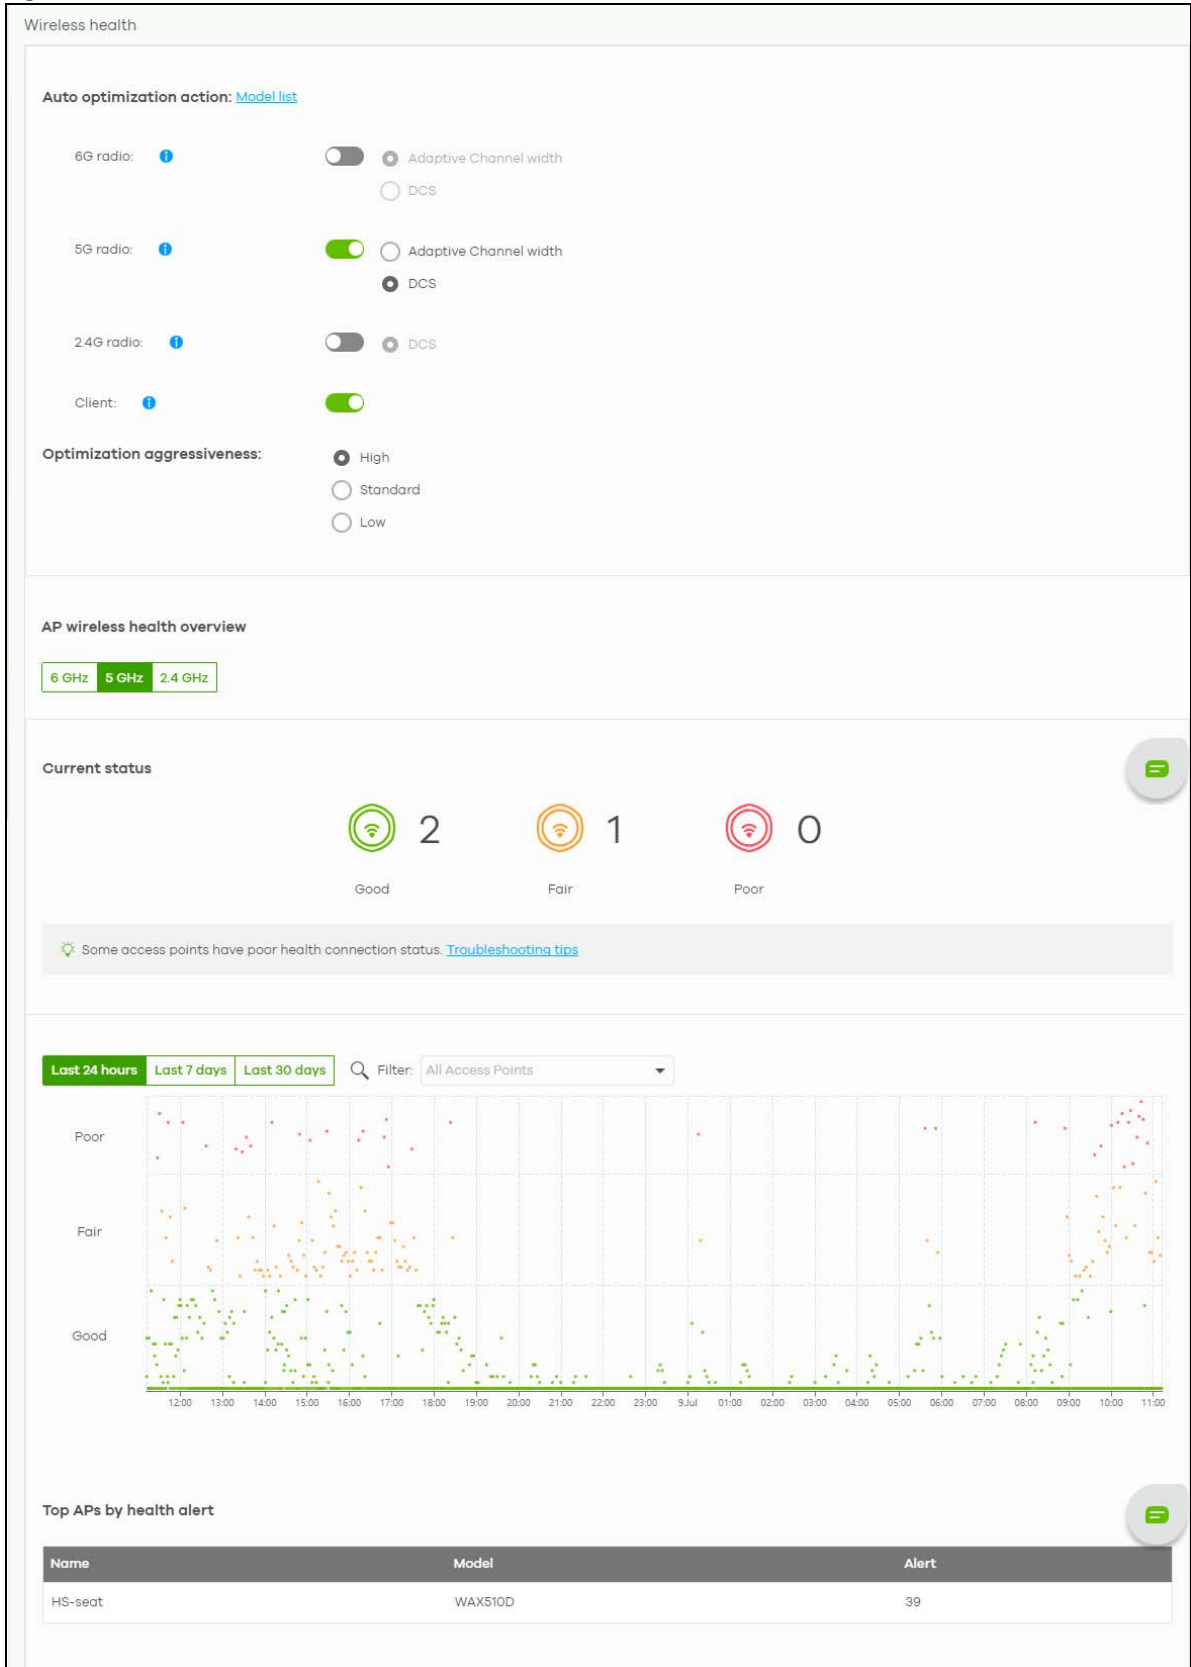 Wireless health
Auto optimization action: Model list
6G radio: Adaptive Channel width
DCS
5G radio: Adaptive Channel width
DCS
2.4G radio: DCS
Client:
Optimization aggressiveness: High
Standard
Low
AP wireless health overview
6 GHz 5 GHz 2.4 GHz
Current status
2 1 0
Good Fair Poor
Some access points have poor health connection status. Troubleshooting tips
Last 24 hours Last 7 days Last 30 days Filter: All Access Points
Poor
Fair
Good
12:00 13:00 14:00 15:00 16:00 17:00 18:00 19:00 20:00 21:00 22:00 23:00 9.Jul 01:00 02:00 03:00 04:00 05:00 06:00 07:00 08:00 09:00 10:00 11:00
Top APs by health alert
Name Model Alert
HS-seat WAX510D 39